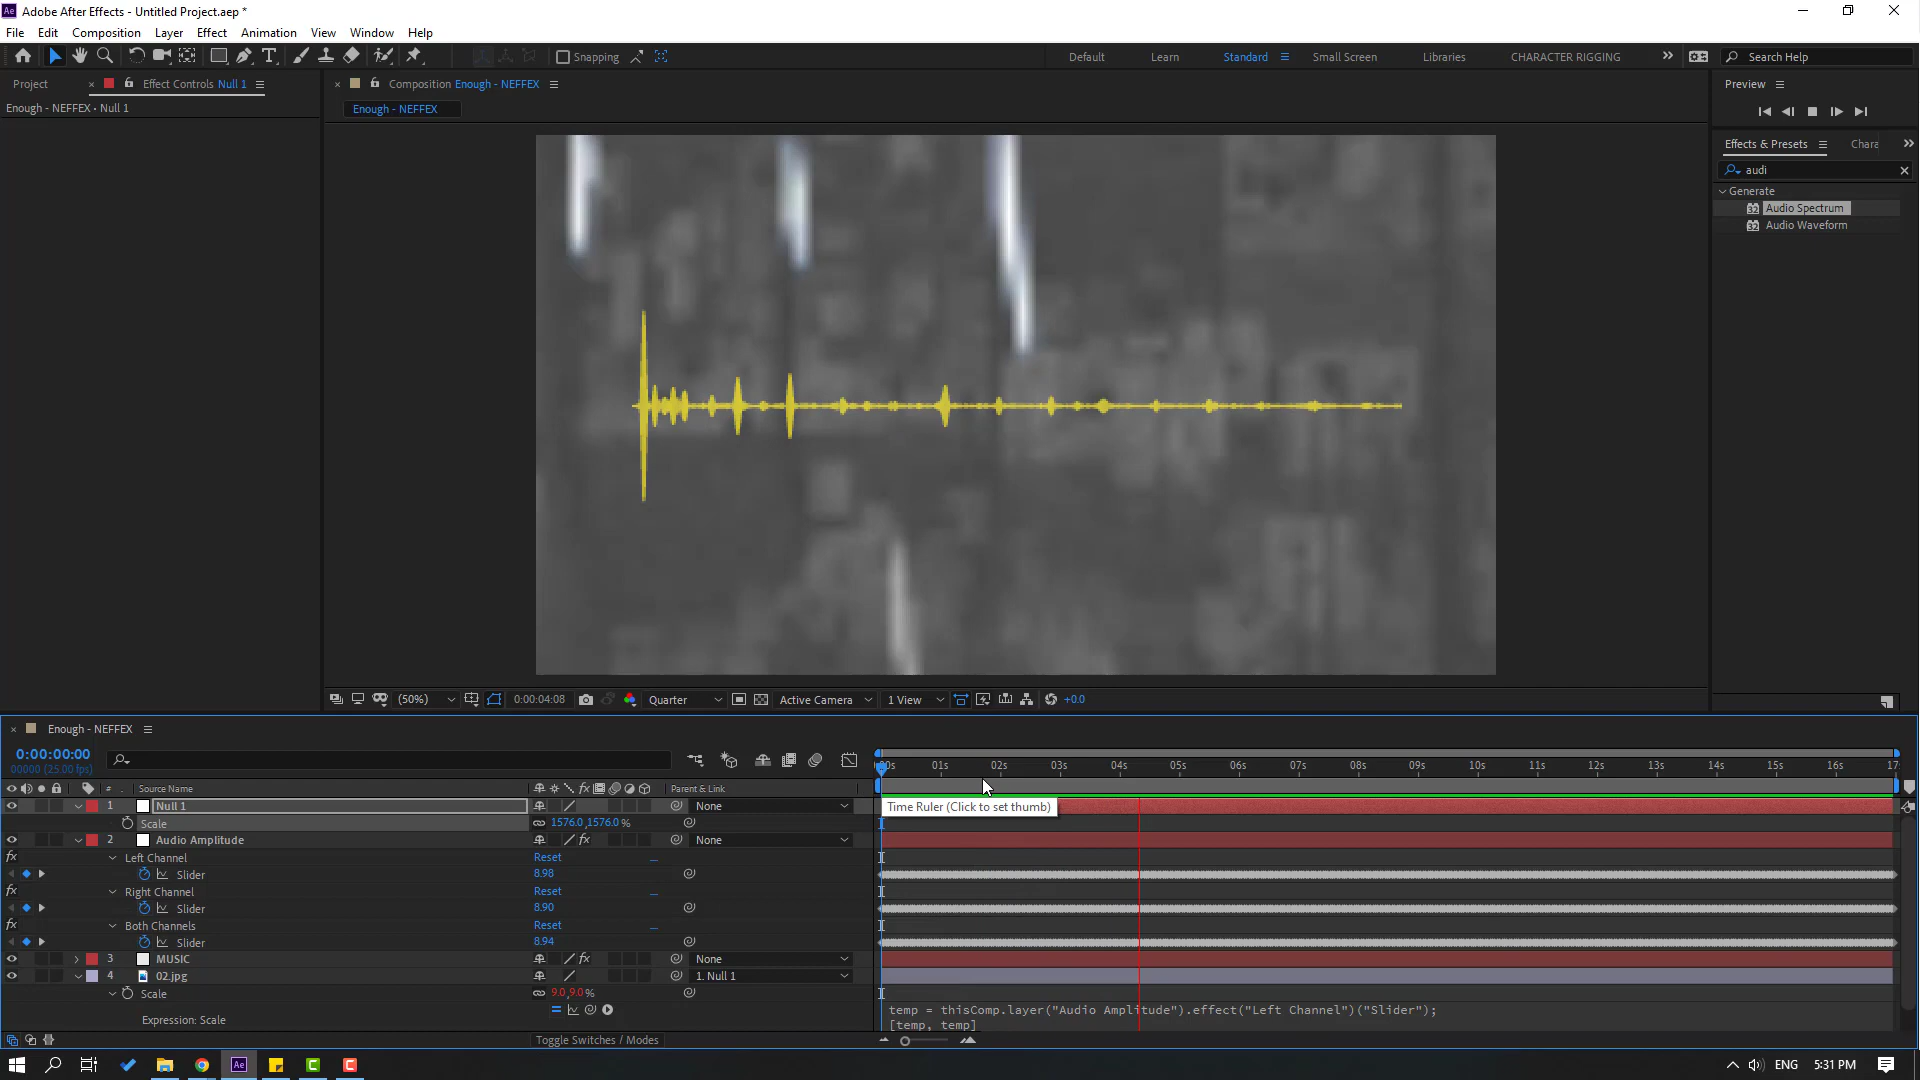 Adobe After Effects - Untitled Project.aep *
File Edit Composition Layer Effect Animation View Window Help
Snapping Default Learn Standard Small Screen Libraries CHARACTER RIGGING Search Help
Project Effect Controls Null 1 Composition Enough - NEFFEX Preview
Enough - NEFFEX • Null 1
Enough - NEFFEX
Effects & Presets Chara
audi
Generate
Audio Spectrum
Audio Waveform
(50%) 0:00:04:08 Quarter Active Camera 1 View +0.0
Enough - NEFFEX
0:00:00:00
00000 (25.00 fps)
00s 01s 02s 03s 04s 05s 06s 07s 08s 09s 10s 11s 12s 13s 14s 15s 16s 17:
# Source Name Parent & Link
1 Null 1 None
Time Ruler (Click to set thumb)
Scale 1576.0,1576.0 %
2 Audio Amplitude None
Left Channel Reset
Slider 8.98
Right Channel Reset
Slider 8.90
Both Channels Reset
Slider 8.94
3 MUSIC None
4 02.jpg 1. Null 1
Scale 9.0,9.0 %
Expression: Scale
temp = thisComp.layer("Audio Amplitude").effect("Left Channel")("Slider");
[temp, temp]
Toggle Switches / Modes
ENG 5:31 PM